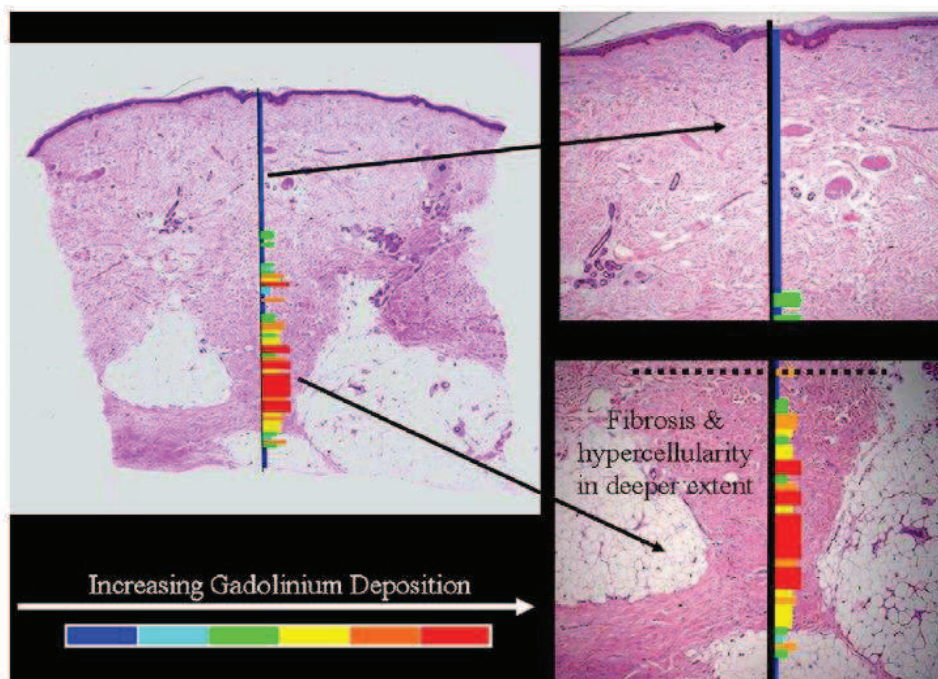 Fibrosis &
hypercellularity
in deeper extent
Increasing Gadolinium Deposition